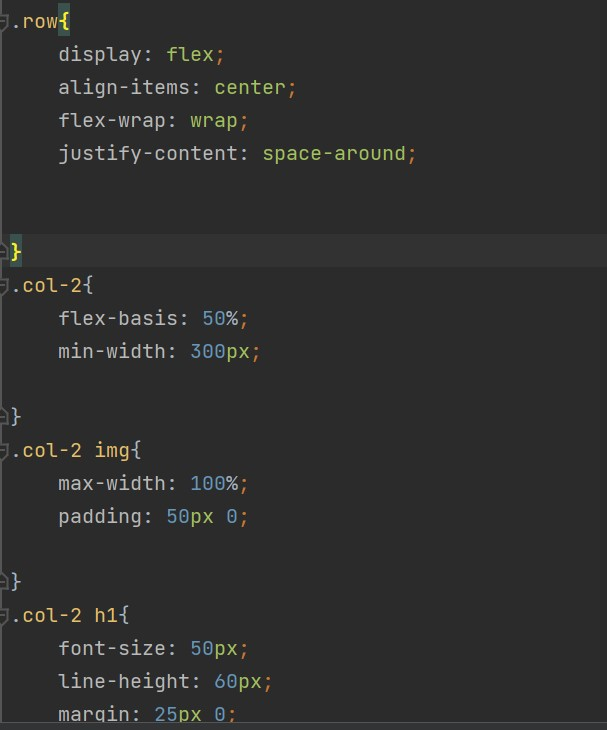 .row{
display: flex;
align-items: center;
flex-wrap: wrap;
justify-content: space-around;
}
.col-2{
flex-basis: 50%;
min-width: 300px;
}
.col-2 img{
max-width: 100%;
padding: 50px 0;
}
.col-2 h1{
font-size: 50px;
line-height: 60px;
margin: 25px 0;